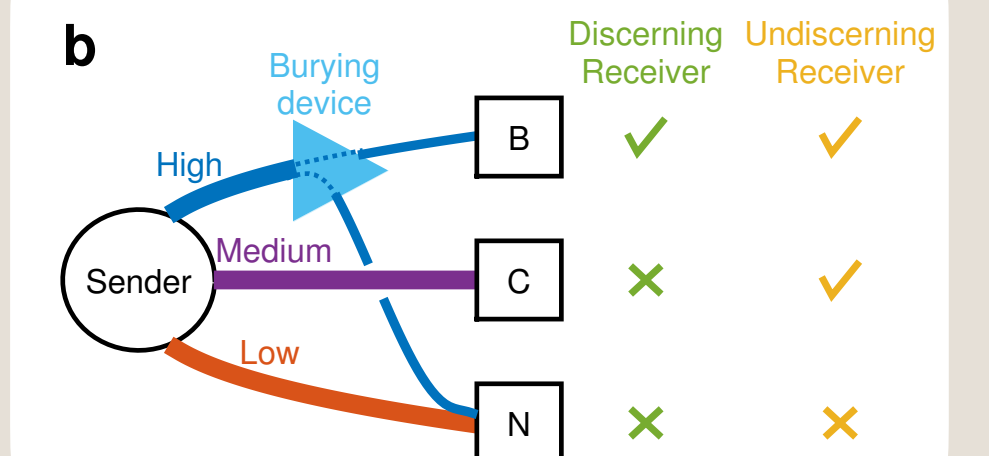 b
Burying
device
Discerning
Receiver
Undiscerning
Receiver
High
B
Medium
Sender
C
Low
N